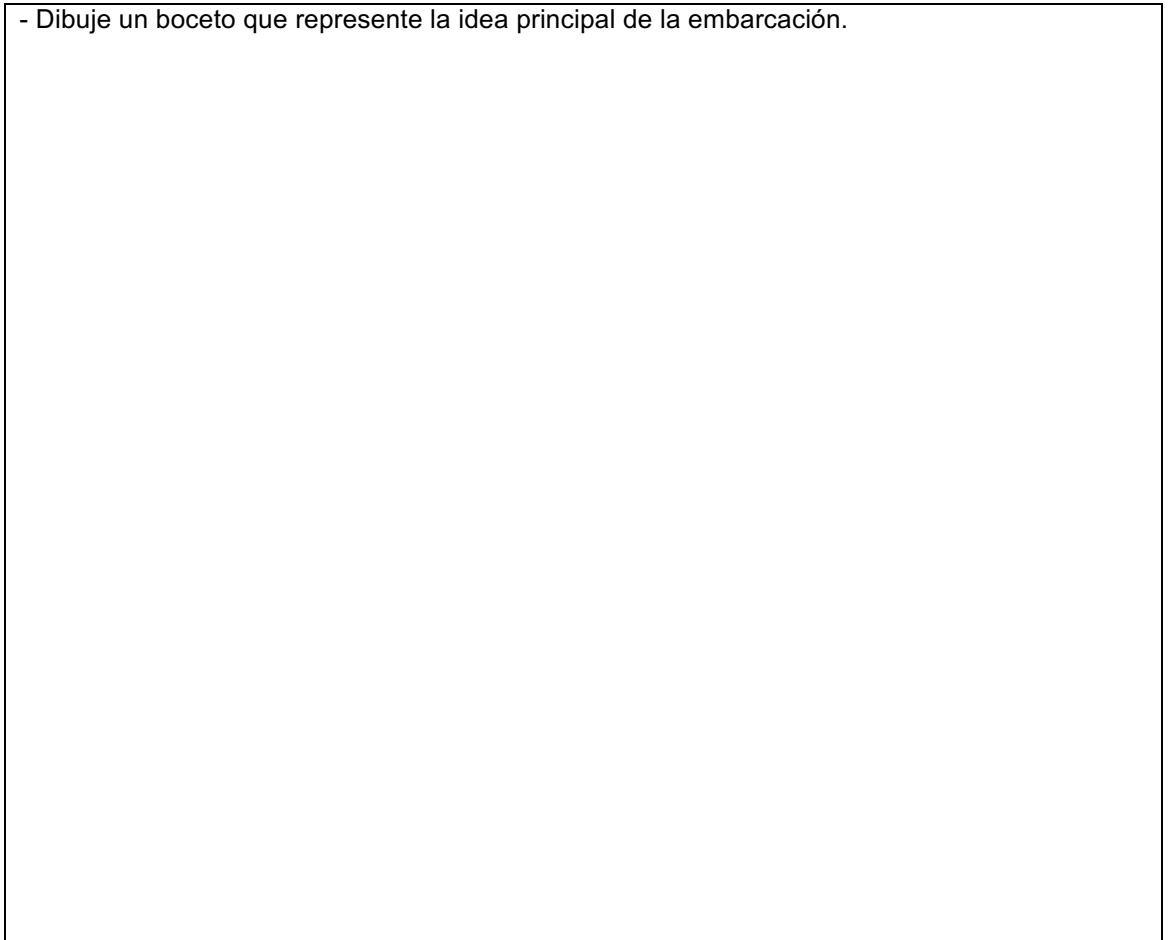 - Dibuje un boceto que represente la idea principal de la embarcación.